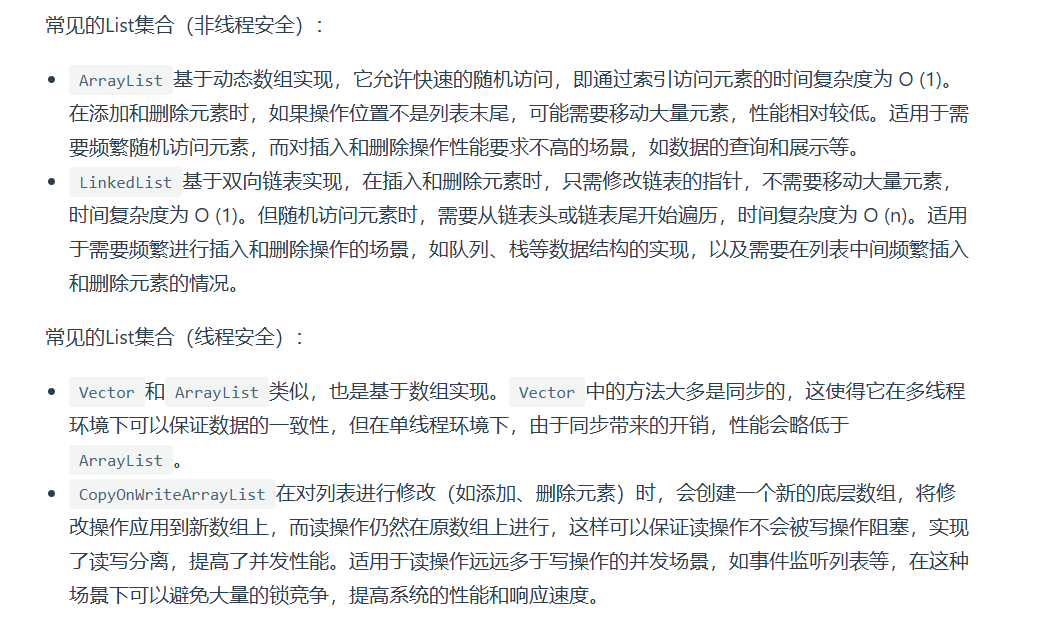 常见的List集合（非线程安全）：
ArrayList 基于动态数组实现，它允许快速的随机访问，即通过索引访问元素的时间复杂度为 O (1)。
在添加和删除元素时，如果操作位置不是列表末尾，可能需要移动大量元素，性能相对较低。适用于需
要频繁随机访问元素，而对插入和删除操作性能要求不高的场景，如数据的查询和展示等。
LinkedList 基于双向链表实现，在插入和删除元素时，只需修改链表的指针，不需要移动大量元素，
时间复杂度为 O (1)。但随机访问元素时，需要从链表头或链表尾开始遍历，时间复杂度为 O (n)。适用
于需要频繁进行插入和删除操作的场景，如队列、栈等数据结构的实现，以及需要在列表中间频繁插入
和删除元素的情况。
常见的List集合（线程安全）：
Vector 和 ArrayList 类似，也是基于数组实现。 Vector 中的方法大多是同步的，这使得它在多线程
环境下可以保证数据的一致性，但在单线程环境下，由于同步带来的开销，性能会略低于
ArrayList 。
CopyOnWriteArrayList 在对列表进行修改（如添加、删除元素）时，会创建一个新的底层数组，将修
改操作应用到新数组上，而读操作仍然在原数组上进行，这样可以保证读操作不会被写操作阻塞，实现
了读写分离，提高了并发性能。适用于读操作远远多于写操作的并发场景，如事件监听列表等，在这种
场景下可以避免大量的锁竞争，提高系统的性能和响应速度。